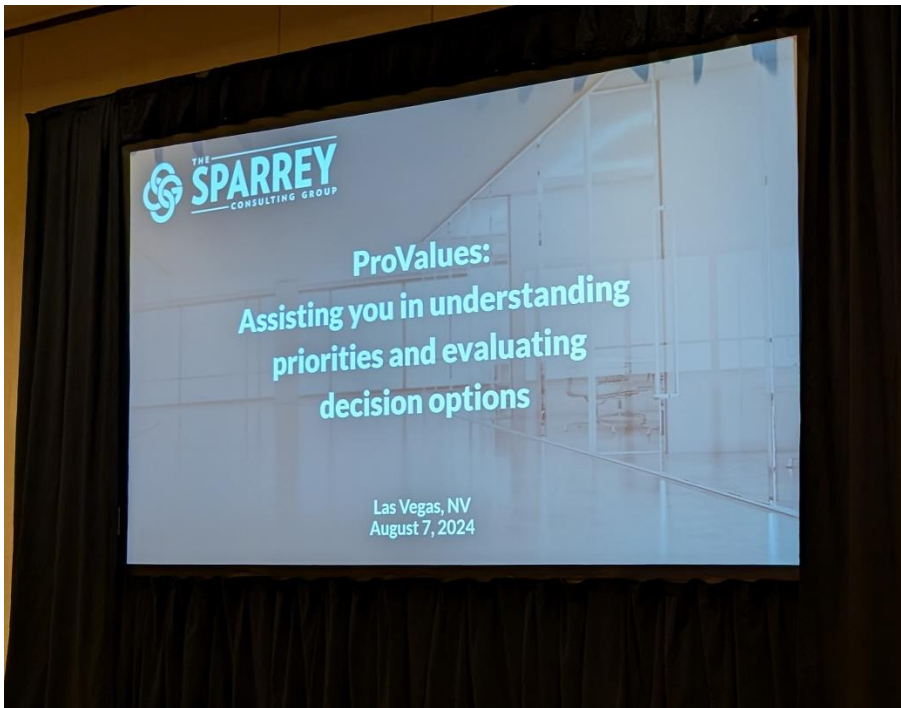 THE
SPARREY
CONSULTING GROUP
ProValues:
Assisting you in understanding
priorities and evaluating
decision options
Las Vegas, NV
August 7, 2024